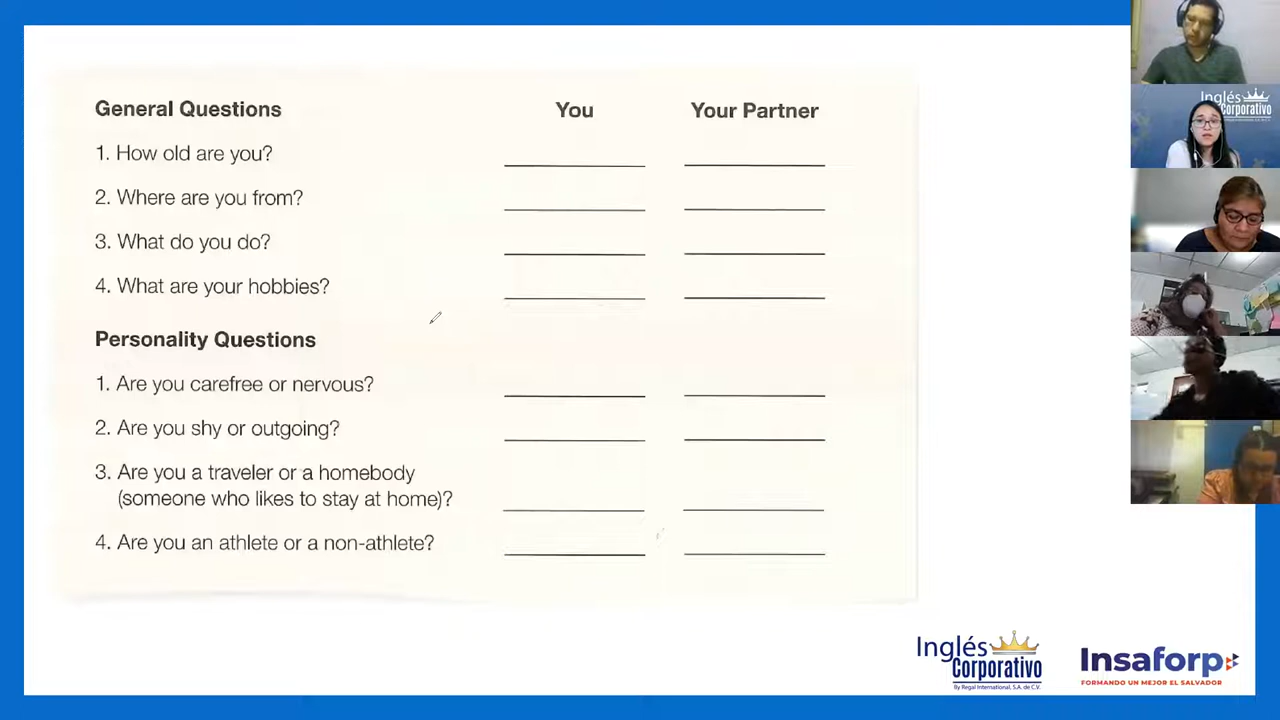 General Questions You Your Partner
1. How old are you?
2. Where are you from?
3. What do you do?
4. What are your hobbies?
Personality Questions
1. Are you carefree or nervous?
2. Are you shy or outgoing?
3. Are you a traveler or a homebody
(someone who likes to stay at home)?
4. Are you an athlete or a non-athlete?
Inglés
Corporativo
Inglés
Corporativo
By Regal International, S.A. de C.V.
Insaforp
FORMANDO UN MEJOR EL SALVADOR